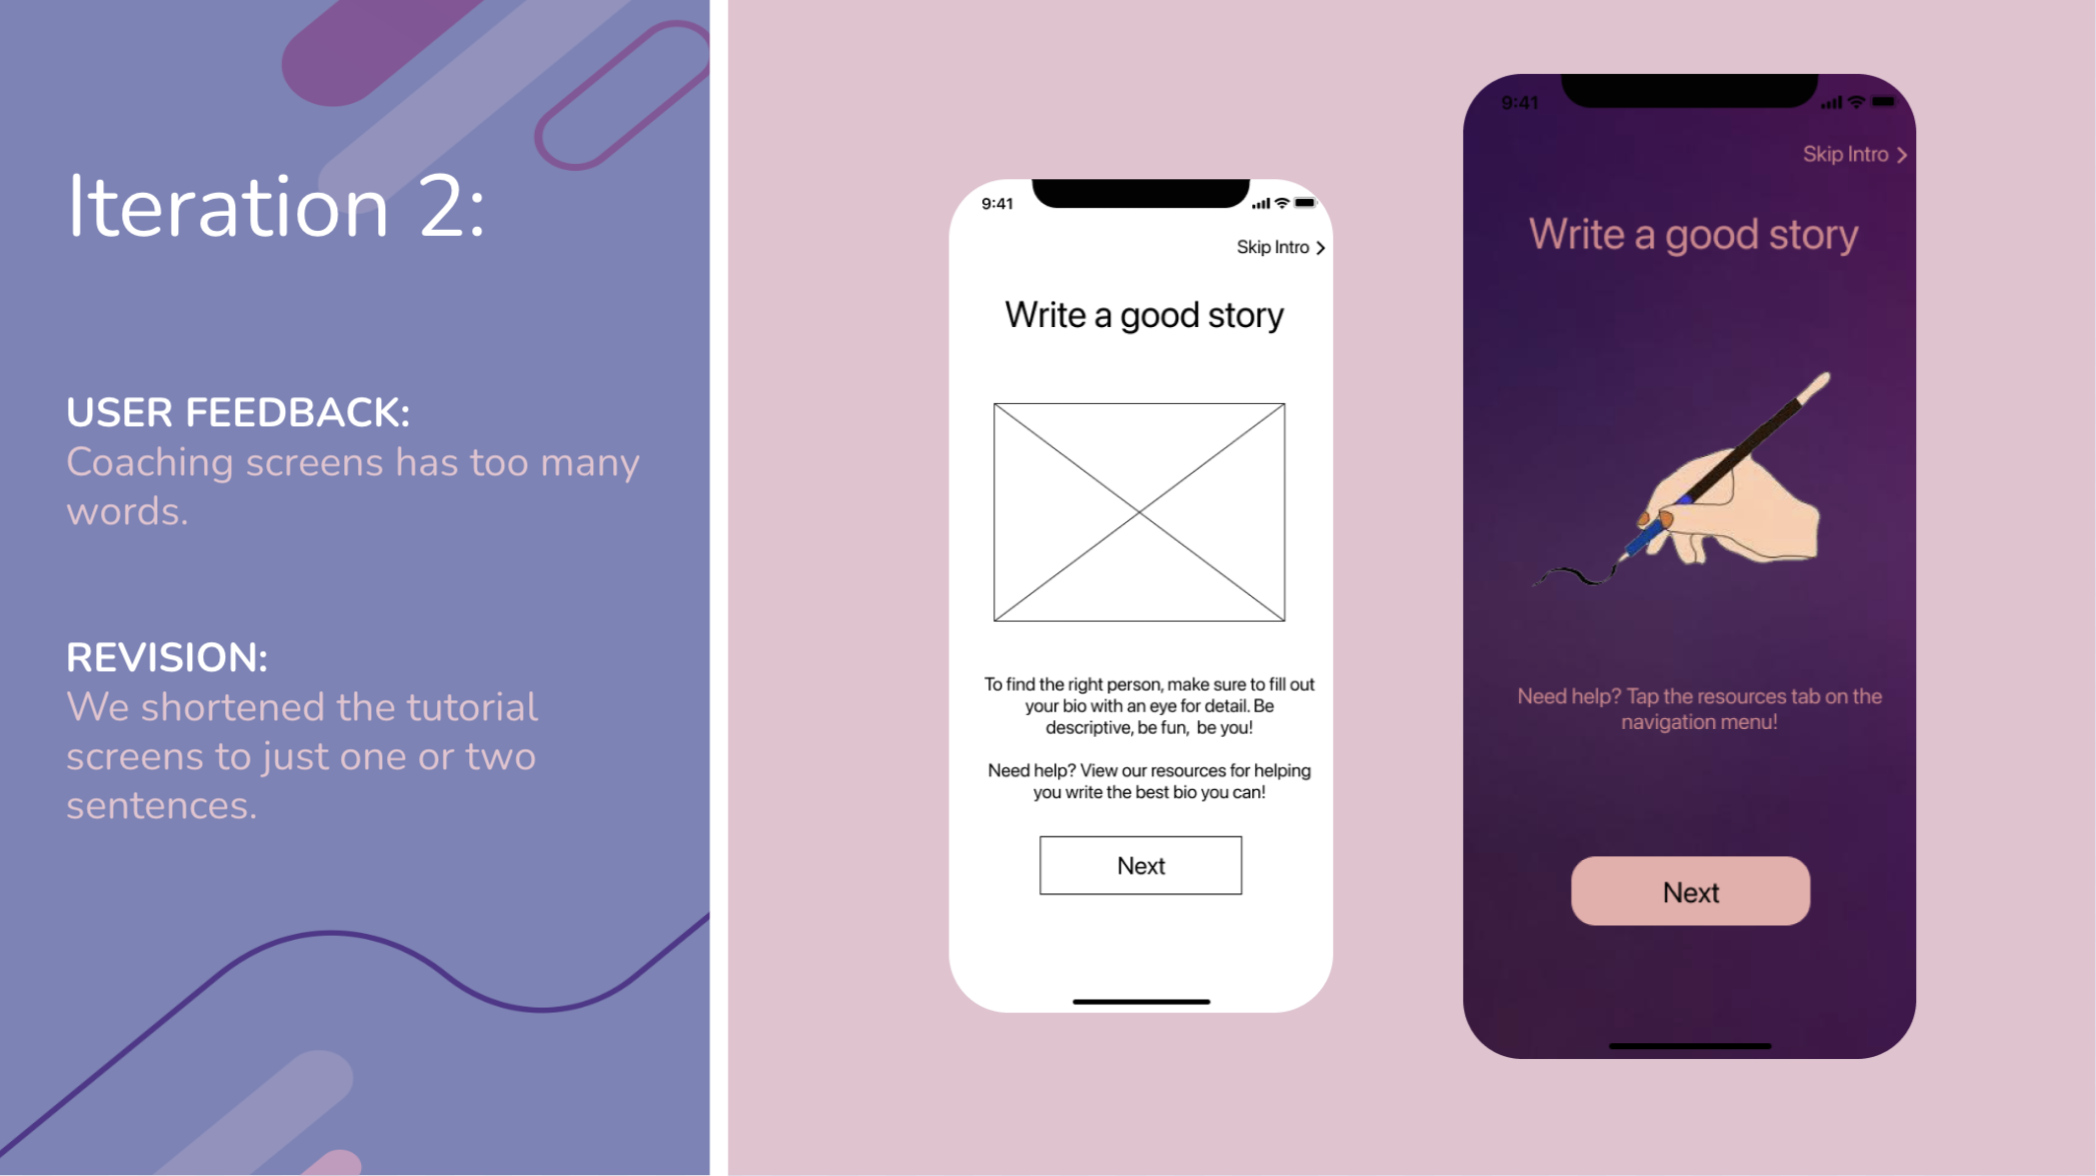 Iteration 2:
USER FEEDBACK:
Coaching screens has too many
words.
REVISION:
We shortened the tutorial
screens to just one or two
sentences.
9:41
Skip Intro
Write a good story
To find the right person, make sure to fill out
your bio with an eye for detail. Be
descriptive, be fun, be you!
Need help? View our resources for helping
you write the best bio you can!
Next
9:41
Skip Intro
Write a good story
Need help? Tap the resources tab on the
navigation menu!
Next